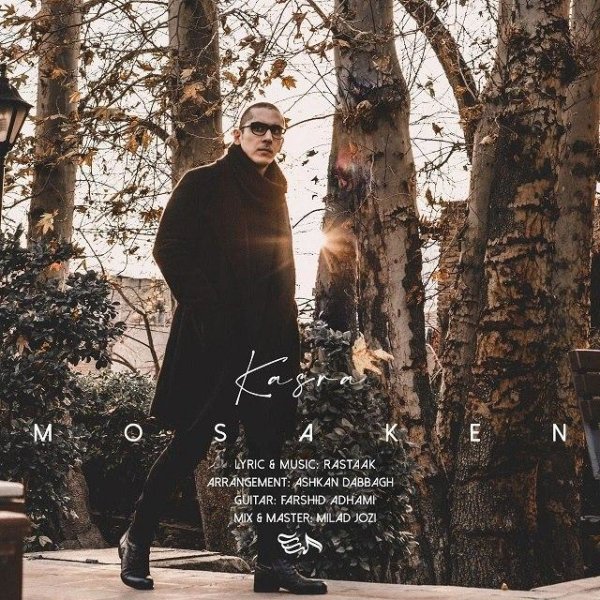 Kasra
MOSAKEN
LYRIC & MUSIC: RASTAAK
ARRANGEMENT: ASHKAN DABBAGH
GUITAR: FARSHID ADHAMI
MIX & MASTER: MILAD JOZI